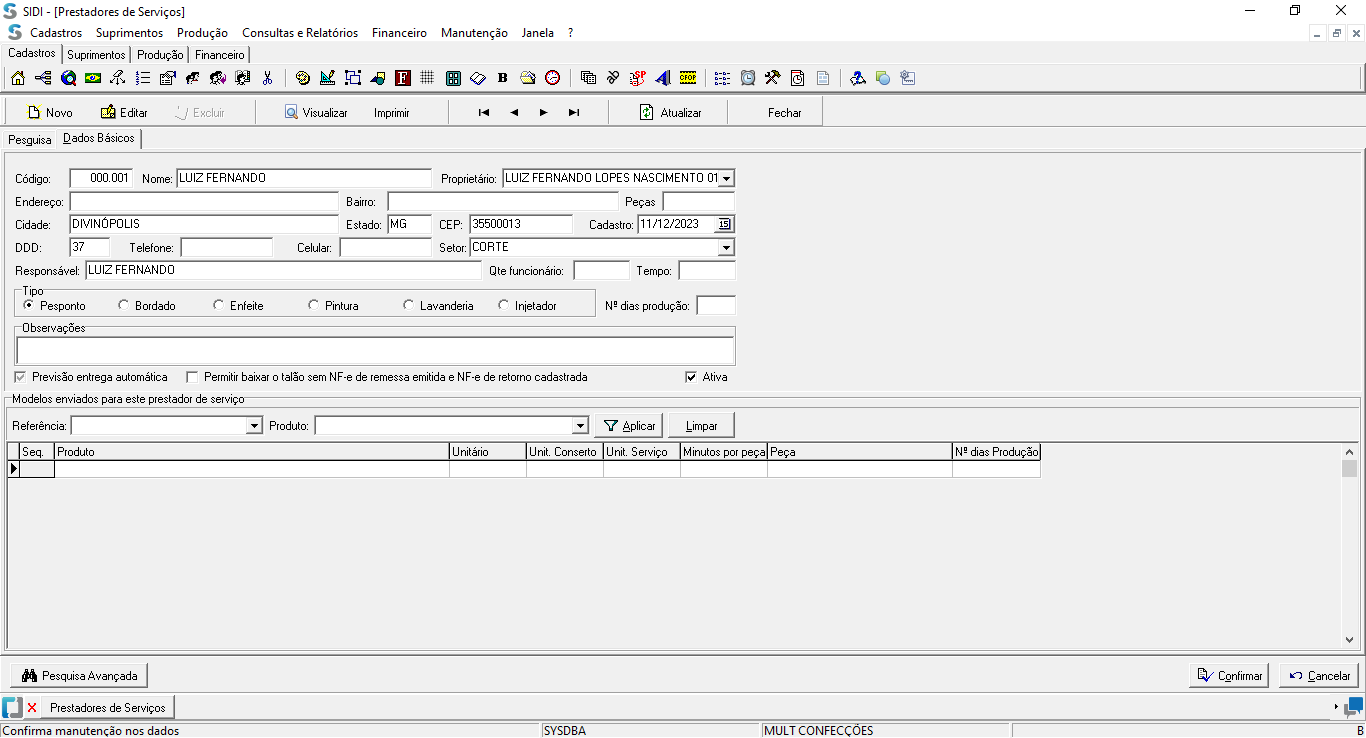 SIDI - [Prestadores de Serviços]
Cadastros Suprimentos Produção Consultas e Relatórios Financeiro Manutenção Janela ?
Cadastros Suprimentos Produção Financeiro
Novo Editar Excluir Visualizar Imprimir Atualizar Fechar
Pesquisa Dados Básicos
Código: 000.001 Nome: LUIZ FERNANDO Proprietário: LUIZ FERNANDO LOPES NASCIMENTO 01
Endereço: Bairro: Peças
Cidade: DIVINÓPOLIS Estado: MG CEP: 35500013 Cadastro: 11/12/2023
DDD: 37 Telefone: Celular: Setor: CORTE
Responsável: LUIZ FERNANDO Qte funcionário: Tempo:
Tipo
Pesponto Bordado Enfeite Pintura Lavanderia Injetador Nº dias produção:
Observações
Previsão entrega automática Permitir baixar o talão sem NF-e de remessa emitida e NF-e de retorno cadastrada Ativa
Modelos enviados para este prestador de serviço
Referência: Produto: Aplicar Limpar
Seq. Produto Unitário Unit. Conserto Unit. Serviço Minutos por peça Peça Nº dias Produção
Pesquisa Avançada Confirmar Cancelar
Prestadores de Serviços
Confirma manutenção nos dados SYSDBA MULT CONFECÇÕES B